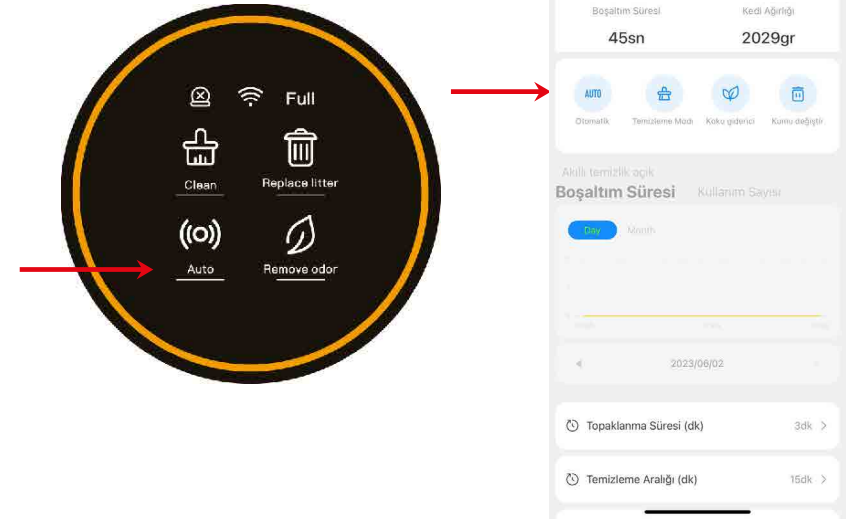 Full
Clean
Replace litter
Auto
Remove odor
Boşaltım Süresi
Kedi Ağırlığı
45sn
2029gr
AUTO
Otomatik
Temizleme Modı
Koku giderici
Kumu değiştir
Akıllı temizlik açık
Boşaltım Süresi
Kullanım Sayısı
Day
Month
2023/06/02
Topaklanma Süresi (dk)
3dk
Temizleme Aralığı (dk)
15dk